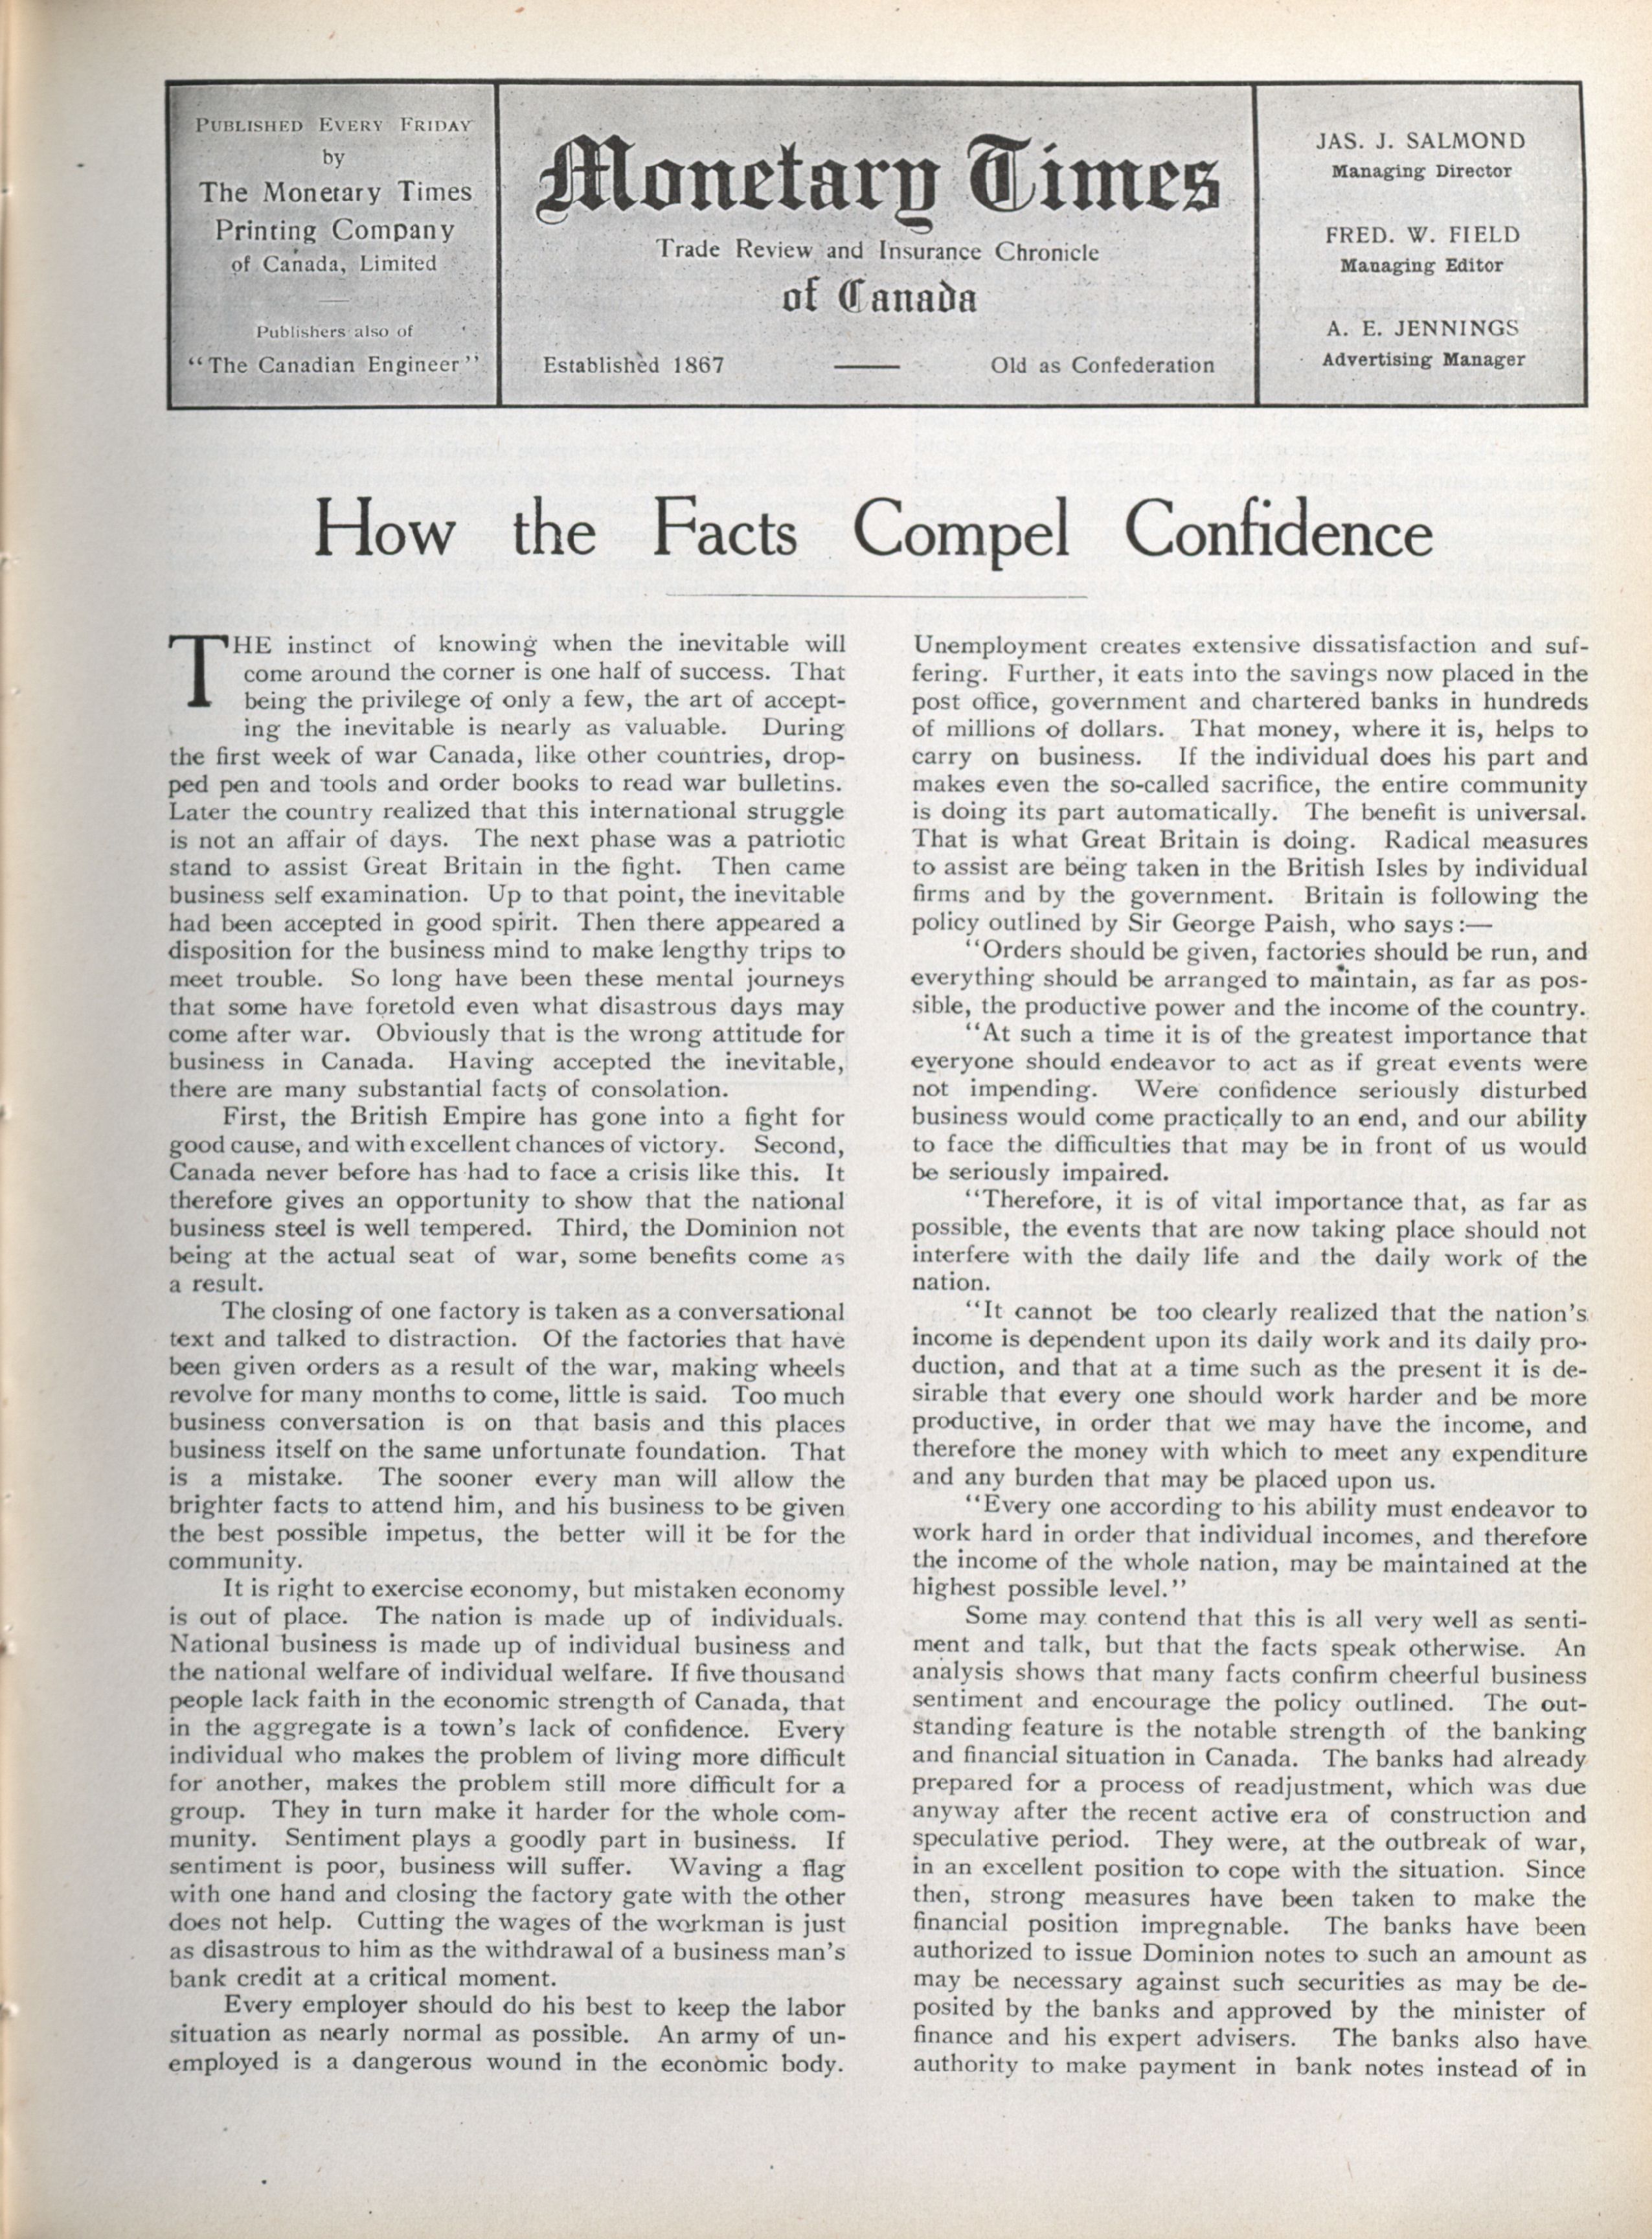 PUBLISHED EVERY FRIDAY
by
The Monetary Times
Printing Company
of Canada, Limited
Publishers also of
"The Canadian Engineer"
Monetary Times
Trade Review and Insurance Chronicle
of Canada
Established 1867
Old as Confederation
JAS. J. SALMOND
Managing Director
FRED. W. FIELD
Managing Editor
A. E. JENNINGS
Advertising Manager
How the Facts Compel Confidence
THE instinct of knowing when the inevitable will
come around the corner is one half of success. That
being the privilege of only a few, the art of accept-
ing the inevitable is nearly as valuable. During
the first week of war Canada, like other countries, drop-
ped pen and tools and order books to read war bulletins.
Later the country realized that this international struggle
is not an affair of days. The next phase was a patriotic
stand to assist Great Britain in the fight. Then came
business self examination. Up to that point, the inevitable
had been accepted in good spirit. Then there appeared a
disposition for the business mind to make lengthy trips to
meet trouble. So long have been these mental journeys
that some have foretold even what disastrous days may
come after war. Obviously that is the wrong attitude for
business in Canada. Having accepted the inevitable,
there are many substantial facts of consolation.
First, the British Empire has gone into a fight for
good cause, and with excellent chances of victory. Second,
Canada never before has had to face a crisis like this. It
therefore gives an opportunity to show that the national
business steel is well tempered. Third, the Dominion not
being at the actual seat of war, some benefits come as
a result.
The closing of one factory is taken as a conversational
text and talked to distraction. Of the factories that have
been given orders as a result of the war, making wheels
revolve for many months to come, little is said. Too much
business conversation is on that basis and this places
business itself on the same unfortunate foundation. That
is a mistake. The sooner every man will allow the
brighter facts to attend him, and his business to be given
the best possible impetus, the better will it be for the
community.
It is right to exercise economy, but mistaken economy
is out of place. The nation is made up of individuals.
National business is made up of individual business and
the national welfare of individual welfare. If five thousand
people lack faith in the economic strength of Canada, that
in the aggregate is a town's lack of confidence. Every
individual who makes the problem of living more difficult
for another, makes the problem still more difficult for a
group. They in turn make it harder for the whole com-
munity. Sentiment plays a goodly part in business. If
sentiment is poor, business will suffer. Waving a flag
with one hand and closing the factory gate with the other
does not help. Cutting the wages of the workman is just
as disastrous to him as the withdrawal of a business man's
bank credit at a critical moment.
Every employer should do his best to keep the labor
situation as nearly normal as possible. An army of un-
employed is a dangerous wound in the economic body.
Unemployment creates extensive dissatisfaction and suf-
fering. Further, it eats into the savings now placed in the
post office, government and chartered banks in hundreds
of millions of dollars. That money, where it is, helps to
carry on business. If the individual does his part and
makes even the so-called sacrifice, the entire community
is doing its part automatically. The benefit is universal.
That is what Great Britain is doing. Radical measures
to assist are being taken in the British Isles by individual
firms and by the government. Britain is following the
policy outlined by Sir George Paish, who says:—
"Orders should be given, factories should be run, and
everything should be arranged to maintain, as far as pos-
sible, the productive power and the income of the country.
"At such a time it is of the greatest importance that
everyone should endeavor to act as if great events were
not impending. Were confidence seriously disturbed
business would come practically to an end, and our ability
to face the difficulties that may be in front of us would
be seriously impaired.
"Therefore, it is of vital importance that, as far as
possible, the events that are now taking place should not
interfere with the daily life and the daily work of the
nation.
"It cannot be too clearly realized that the nation's
income is dependent upon its daily work and its daily pro-
duction, and that at a time such as the present it is de-
sirable that every one should work harder and be more
productive, in order that we may have the income, and
therefore the money with which to meet any expenditure
and any burden that may be placed upon us.
"Every one according to his ability must endeavor to
work hard in order that individual incomes, and therefore
the income of the whole nation, may be maintained at the
highest possible level."
Some may contend that this is all very well as senti-
ment and talk, but that the facts speak otherwise. An
analysis shows that many facts confirm cheerful business
sentiment and encourage the policy outlined. The out-
standing feature is the notable strength of the banking
and financial situation in Canada. The banks had already
prepared for a process of readjustment, which was due
anyway after the recent active era of construction and
speculative period. They were, at the outbreak of war,
in an excellent position to cope with the situation. Since
then, strong measures have been taken to make the
financial position impregnable. The banks have been
authorized to issue Dominion notes to such an amount as
may be necessary against such securities as may be de-
posited by the banks and approved by the minister of
finance and his expert advisers. The banks also have
authority to make payment in bank notes instead of in